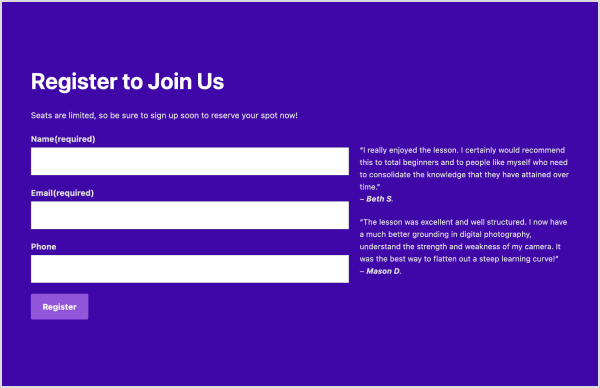 Register to Join Us
Seats are limited, so be sure to sign up soon to reserve your spot now!
Name(required)
Email(required)
Phone
Register
“I really enjoyed the lesson. I certainly would recommend
this to total beginners and to people like myself who need
to consolidate the knowledge that they have attained over
time.”
– Beth S.
“The lesson was excellent and well structured. I now have
a much better grounding in digital photography,
understand the strength and weakness of my camera. It
was the best way to flatten out a steep learning curve!”
– Mason D.